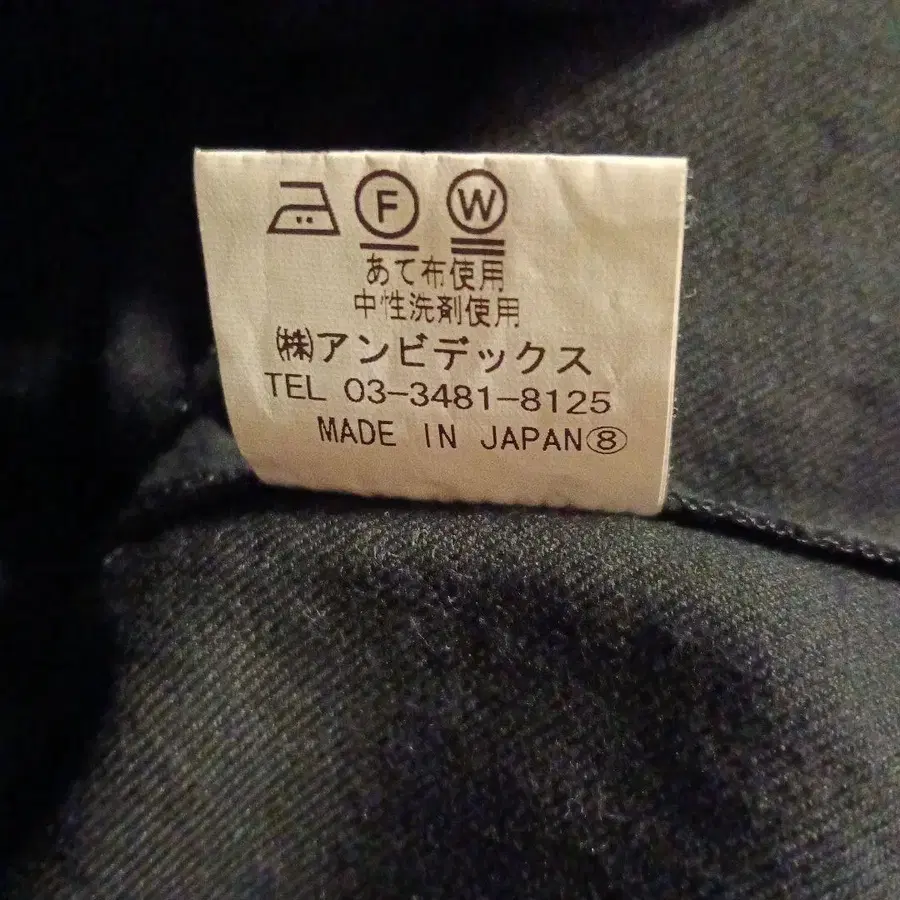 F W
あて布使用
中性洗剤使用
㈱アンビデックス
TEL 03-3481-8125
MADE IN JAPAN⑧